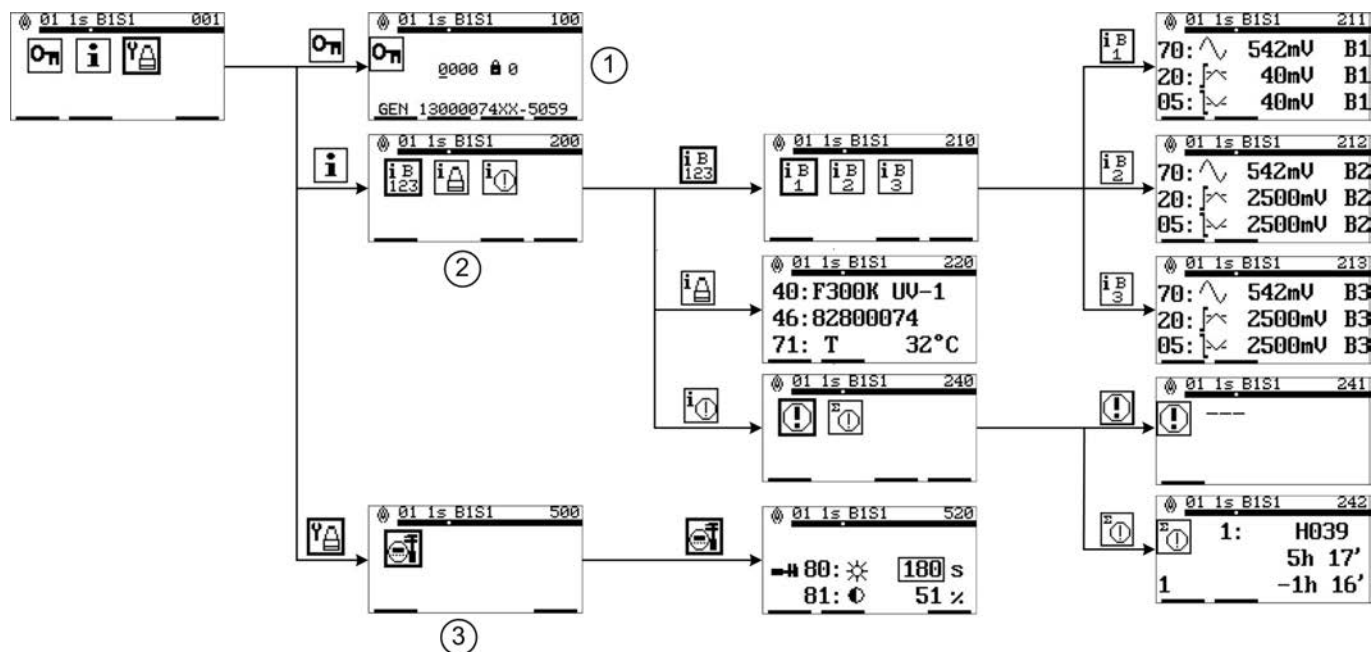 01 1s B1S1 001
i
01 1s B1S1 100
0000 0
GEN 13000074XX-5059
1
i
01 1s B1S1 200
i B 123
i
i
2
i B 123
01 1s B1S1 210
i B 1
i B 2
i B 3
i B 1
01 1s B1S1 211
70: 542mV B1
20: 40mV B1
05: 40mV B1
i B 2
01 1s B1S1 212
70: 542mV B2
20: 2500mV B2
05: 2500mV B2
i B 3
01 1s B1S1 213
70: 542mV B3
20: 2500mV B3
05: 2500mV B3
i
01 1s B1S1 220
40:F300K UV-1
46:82800074
71: T 32°C
i !
01 1s B1S1 240
!
Σ !
!
01 1s B1S1 241
! ---
Σ !
01 1s B1S1 242
Σ ! 1: H039
5h 17'
1 -1h 16'
01 1s B1S1 500
3
01 1s B1S1 520
80: 180 s
81: 51 %